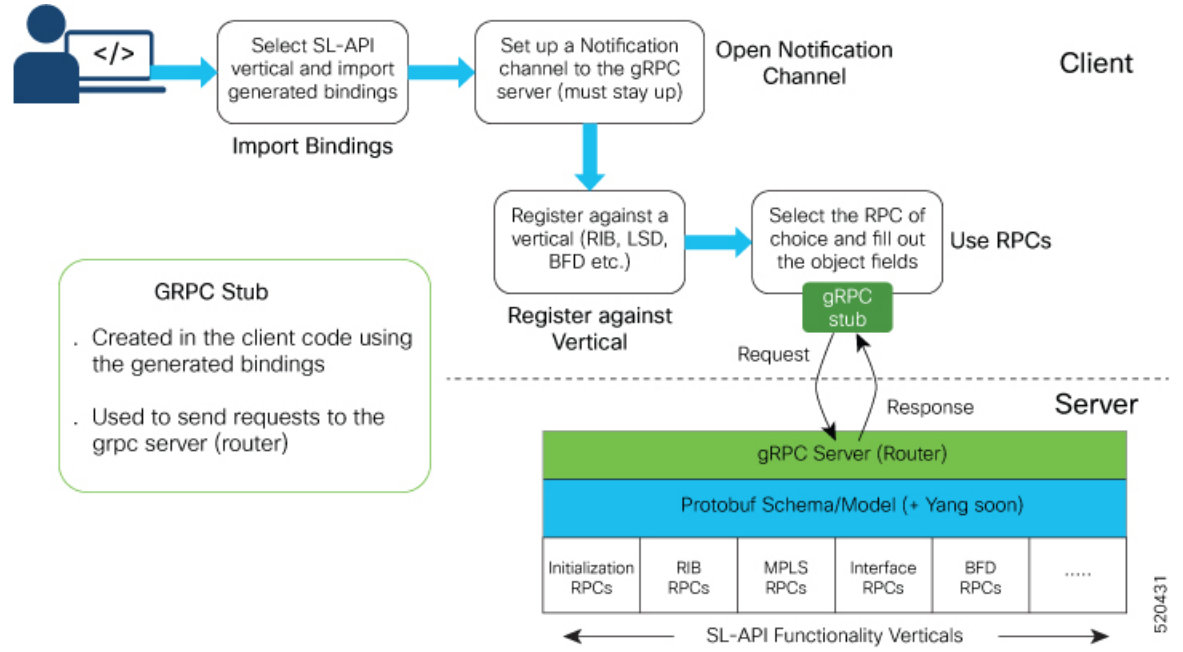 </>
Select SL-API
vertical and import
generated bindings
Import Bindings
Set up a Notification
channel to the gRPC
server (must stay up)
Open Notification
Channel
Client
Register against a
vertical (RIB, LSD,
BFD etc.)
Register against
Vertical
Select the RPC of
choice and fill out
the object fields
Use RPCs
gRPC
stub
GRPC Stub
. Created in the client code using
the generated bindings
. Used to send requests to the
grpc server (router)
Request
Response
Server
gRPC Server (Router)
Protobuf Schema/Model (+ Yang soon)
Initialization
RPCs
RIB
RPCs
MPLS
RPCs
Interface
RPCs
BFD
RPCs
.....
SL-API Functionality Verticals
520431